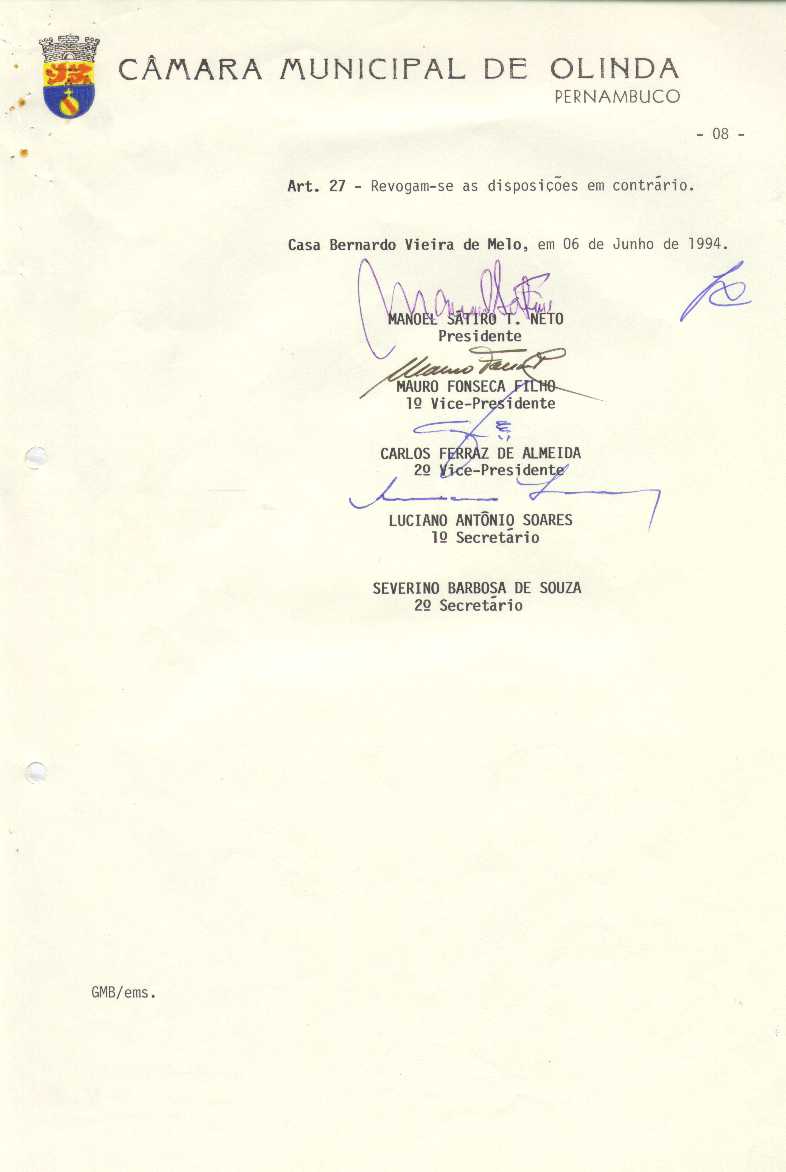 CÂMARA MUNICIPAL DE OLINDA
PERNAMBUCO
- 08 -
Art. 27 - Revogam-se as disposições em contrário.
Casa Bernardo Vieira de Melo, em 06 de Junho de 1994.
MANOEL SÁTIRO T. NETO
Presidente
MAURO FONSECA FILHO
1º Vice-Presidente
CARLOS FERRAZ DE ALMEIDA
2º Vice-Presidente
LUCIANO ANTÔNIO SOARES
1º Secretário
SEVERINO BARBOSA DE SOUZA
2º Secretário
GMB/ems.